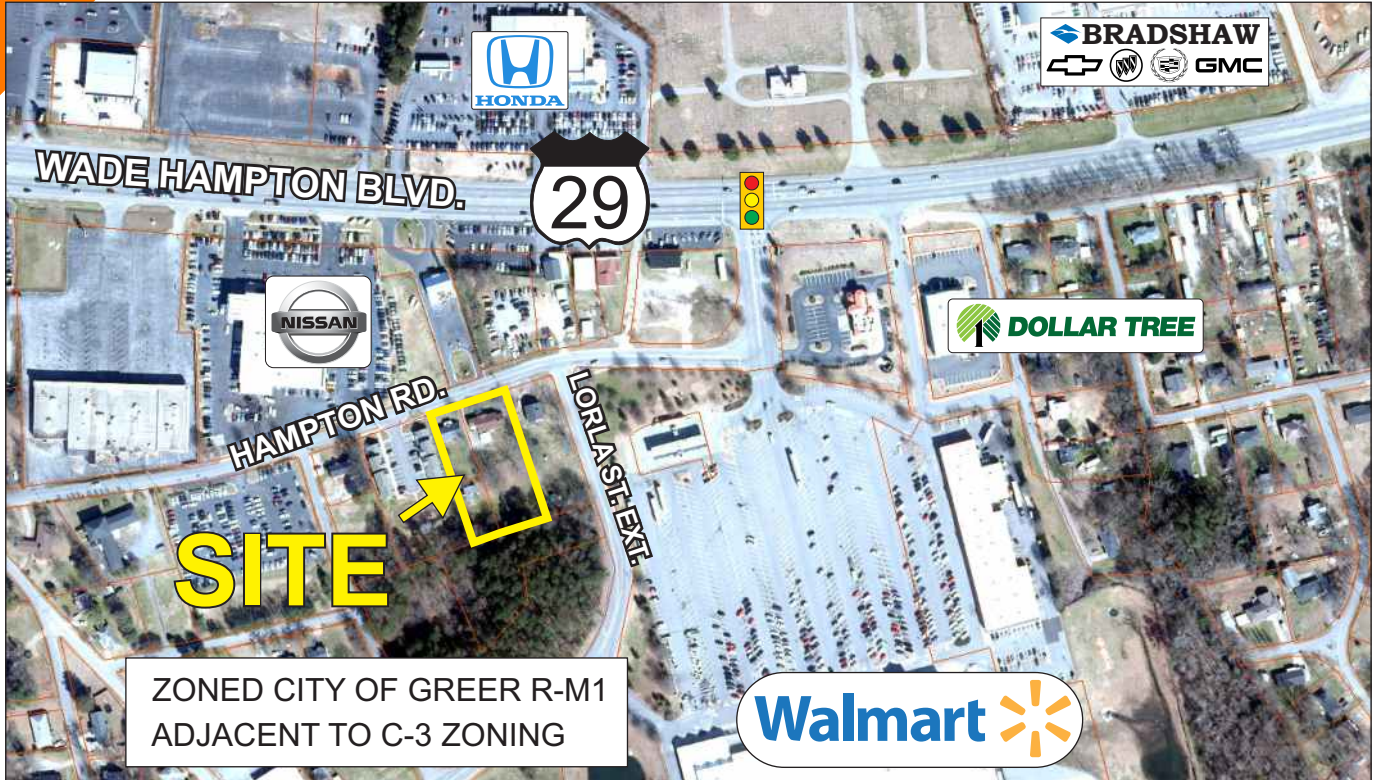 HONDA
BRADSHAW
GMC
WADE HAMPTON BLVD.
29
NISSAN
DOLLAR TREE
HAMPTON RD.
LORLA ST. EXT.
SITE
ZONED CITY OF GREER R-M1
ADJACENT TO C-3 ZONING
Walmart